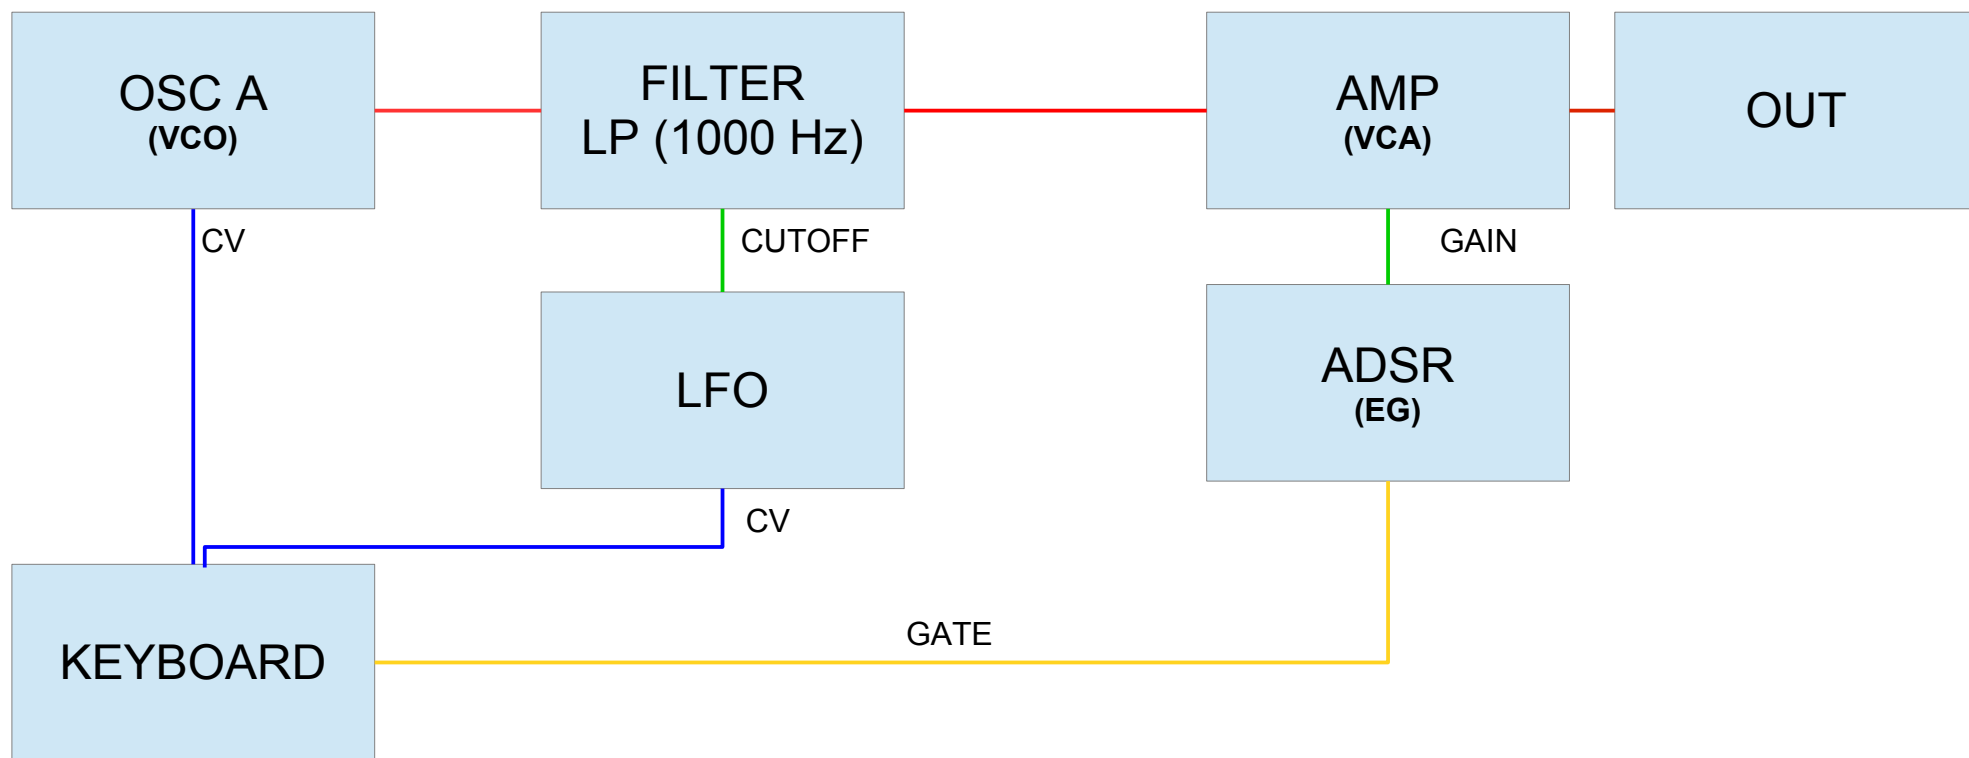 OSC A
(VCO)
FILTER
LP (1000 Hz)
AMP
(VCA)
OUT
CV
CUTOFF
GAIN
LFO
ADSR
(EG)
CV
GATE
KEYBOARD